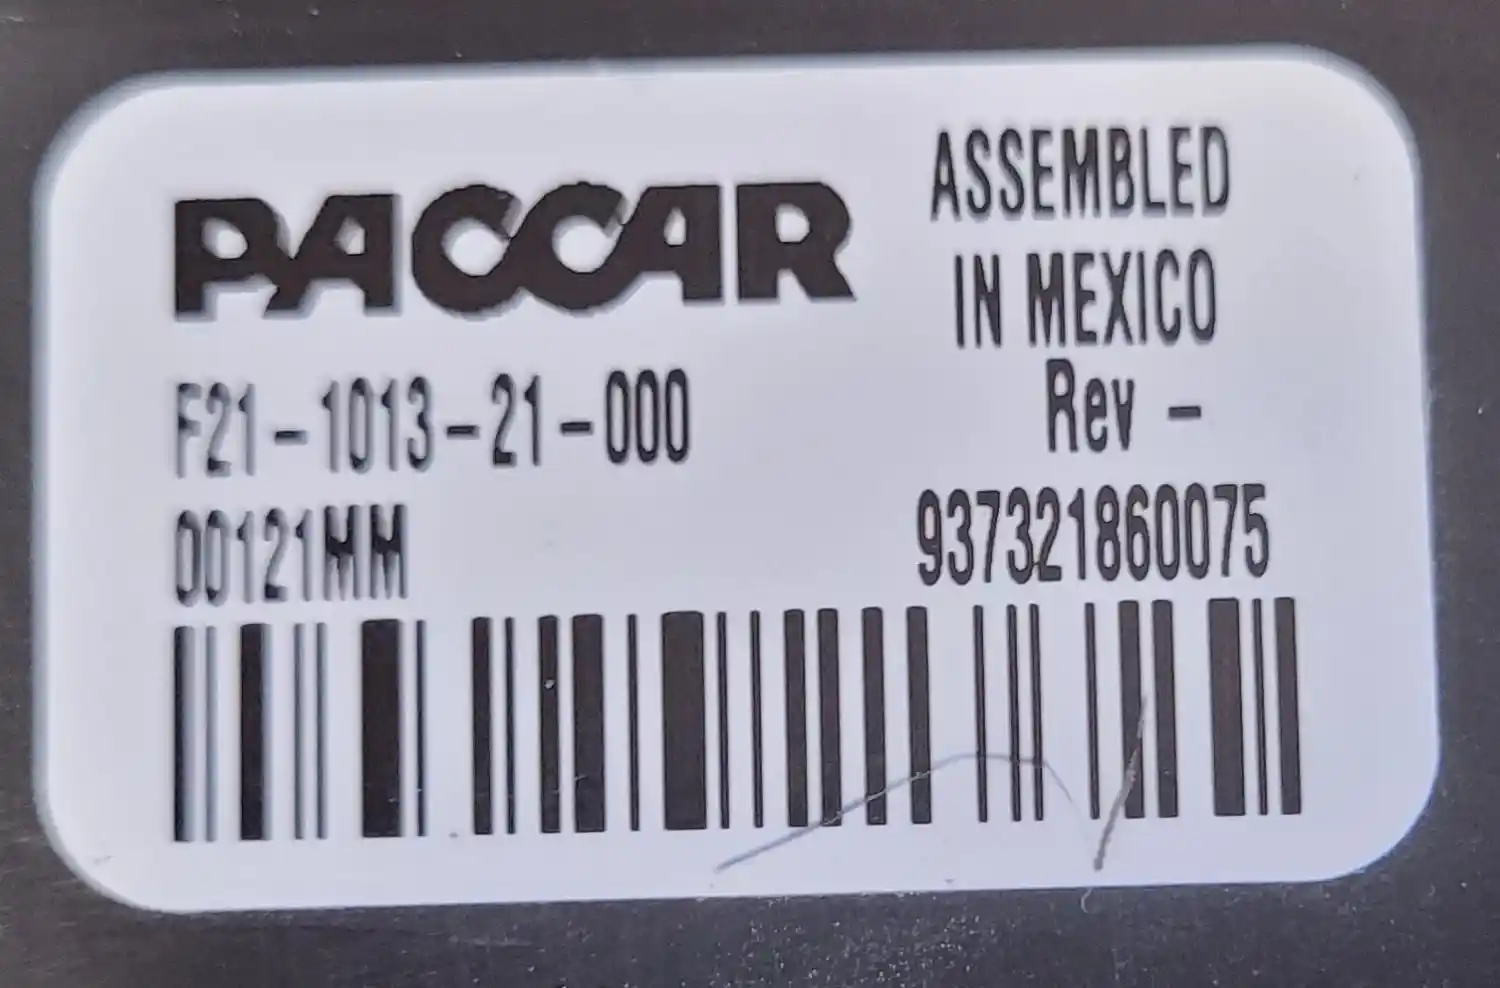 PACCAR
F21-1013-21-000
00121MM
ASSEMBLED
IN MEXICO
Rev -
937321860075